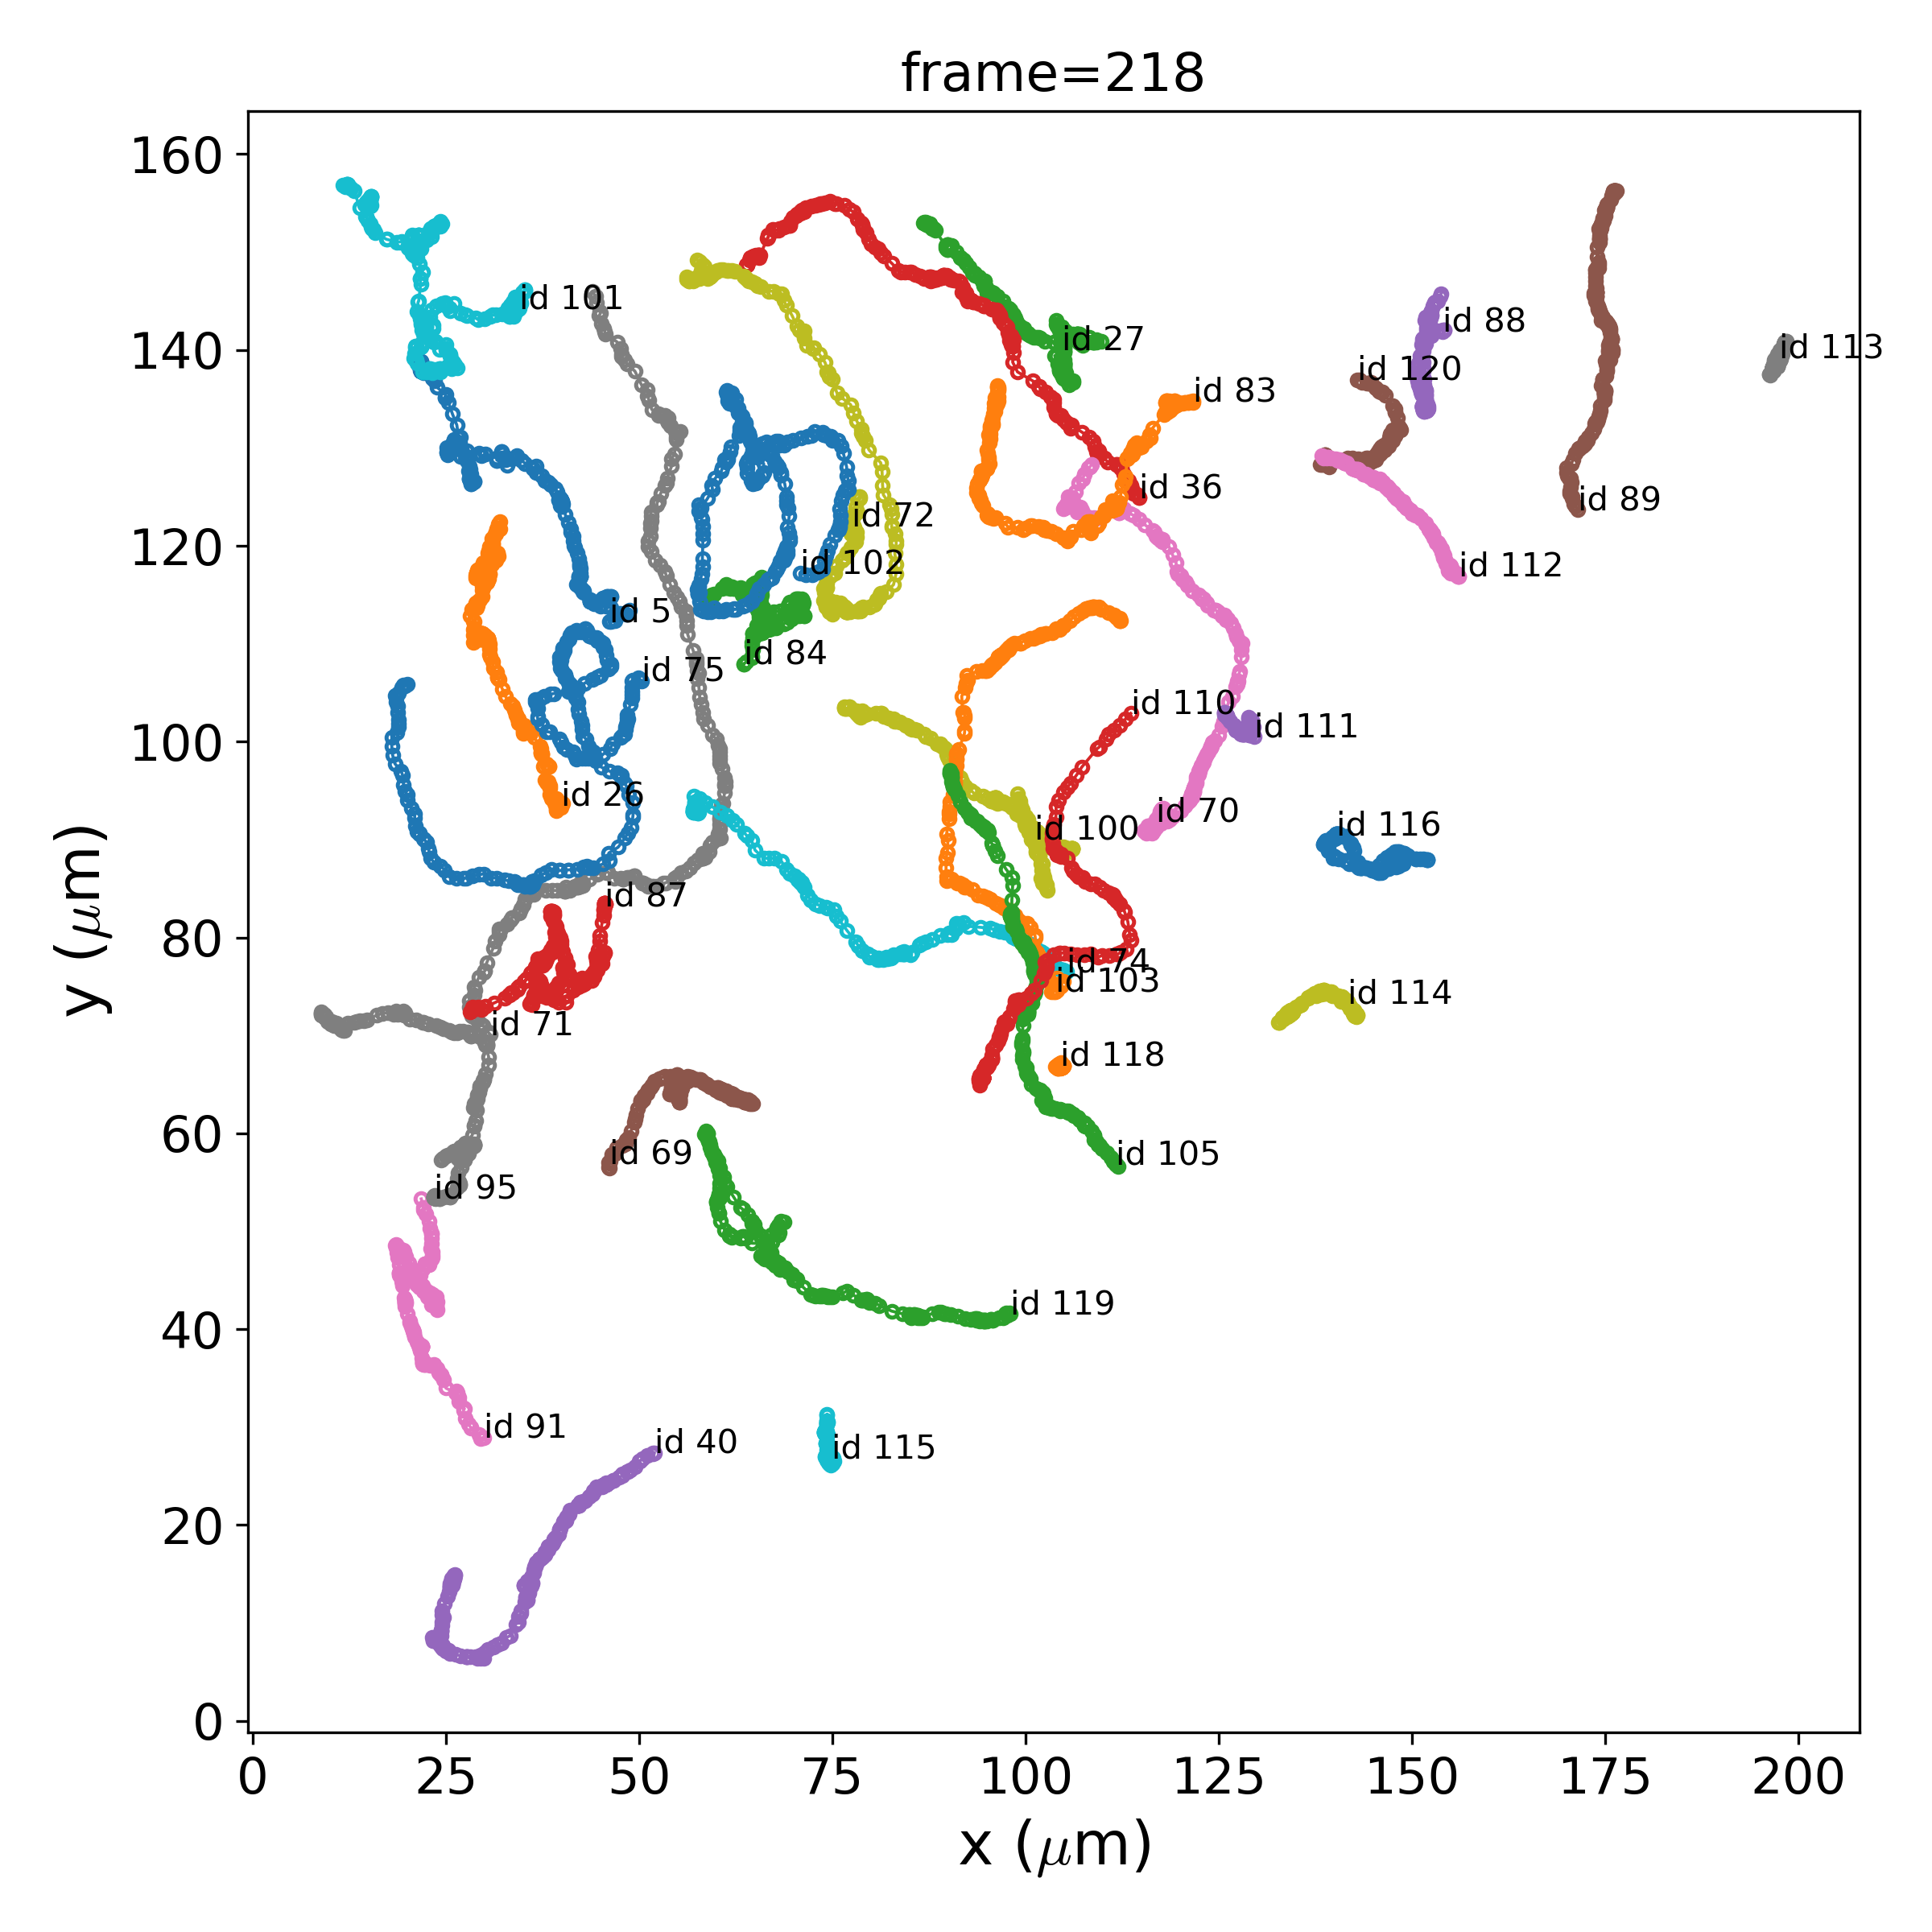 frame=218
160
140
120
100
80
60
40
20
0
y (μm)
id 101
id 27
id 88
id 113
id 120
id 83
id 36
id 89
id 72
id 102
id 112
id 5
id 84
id 75
id 110
id 111
id 26
id 70
id 100
id 116
id 87
id 74
id 103
id 114
id 71
id 118
id 69
id 105
id 95
id 119
id 91
id 40
id 115
0 25 50 75 100 125 150 175 200
x (μm)